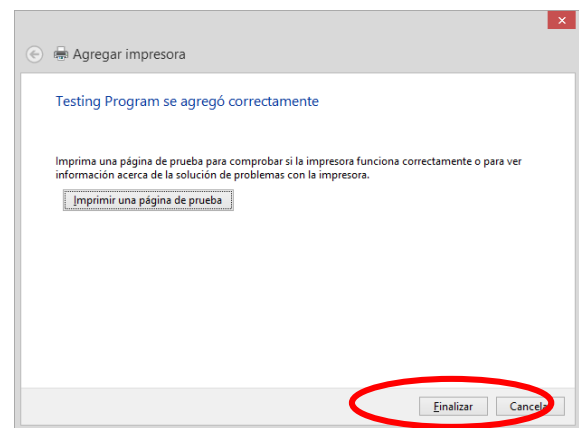 Agregar impresora
Testing Program se agregó correctamente
Imprima una página de prueba para comprobar si la impresora funciona correctamente o para ver
información acerca de la solución de problemas con la impresora.
Imprimir una página de prueba
Finalizar Cancelar